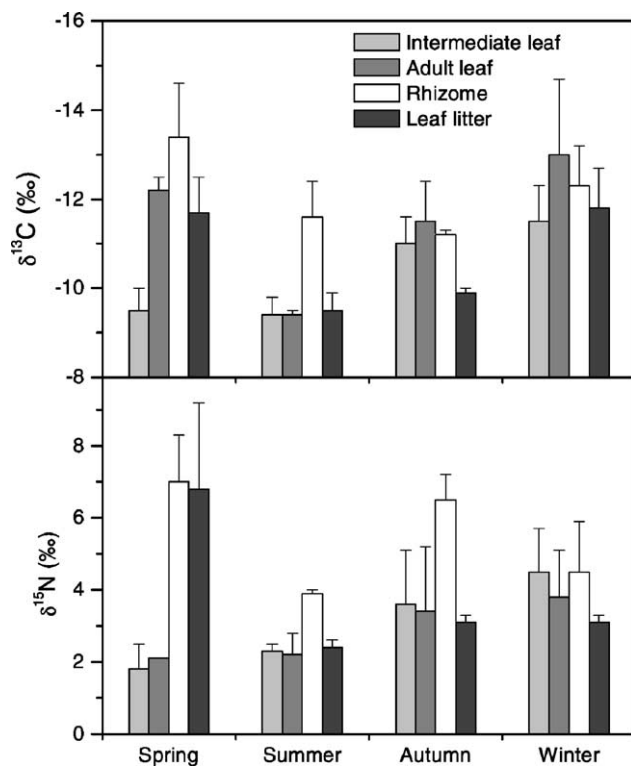 -16
-14
-12
-10
-8
δ¹³C (‰)
Intermediate leaf
Adult leaf
Rhizome
Leaf litter
8
6
4
2
0
δ¹⁵N (‰)
Spring Summer Autumn Winter